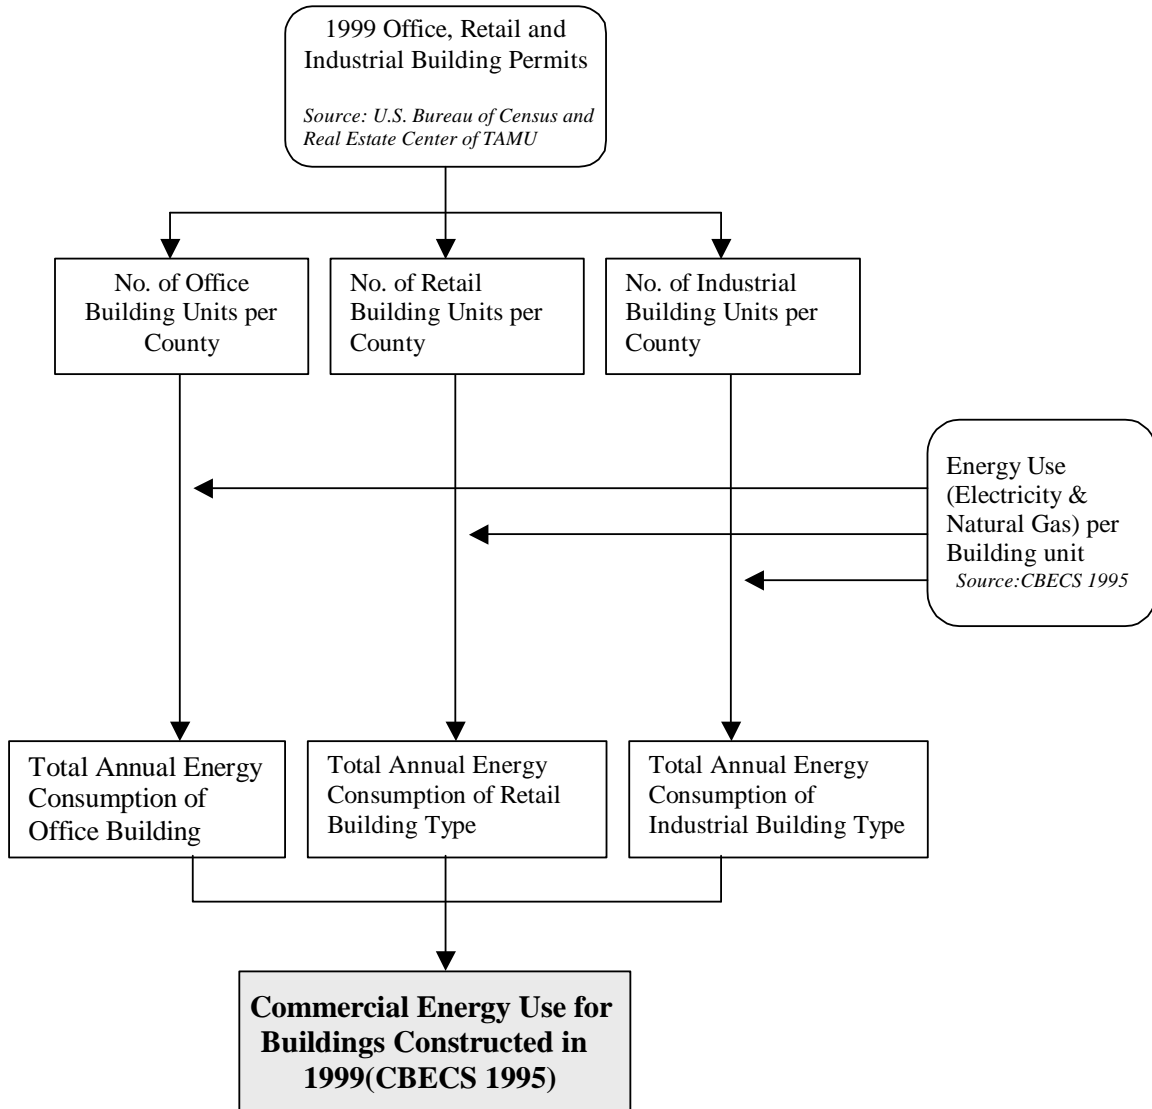 1999 Office, Retail and
Industrial Building Permits
Source: U.S. Bureau of Census and
Real Estate Center of TAMU
No. of Office
Building Units per
County
No. of Retail
Building Units per
County
No. of Industrial
Building Units per
County
Energy Use
(Electricity &
Natural Gas) per
Building unit
Source:CBECS 1995
Total Annual Energy
Consumption of
Office Building
Total Annual Energy
Consumption of Retail
Building Type
Total Annual Energy
Consumption of
Industrial Building Type
Commercial Energy Use for
Buildings Constructed in
1999(CBECS 1995)